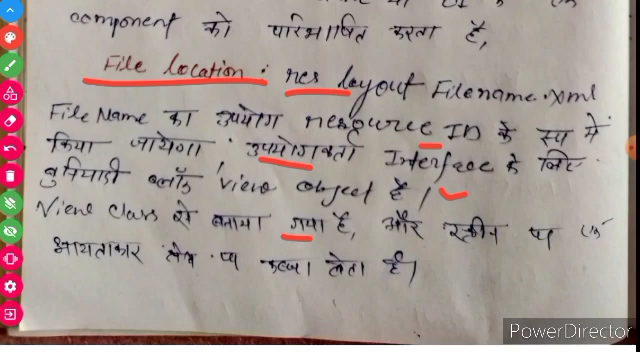 component को परिभाषित करता है,
File location: res layout Filename.xml
File Name का उपयोग resource ID के रूप में
किया जायेगा, उपयोगकर्ता Interface के लिए
बुनियादी ब्लॉक, view object है।
View class से बनाया गया है, और स्क्रीन पर एक
आयताकार क्षेत्र पर कब्जा लेता है।
PowerDirector